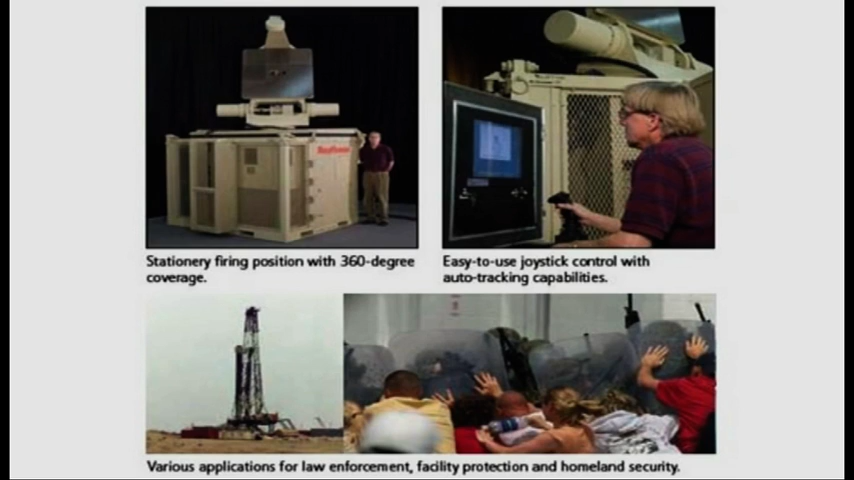 Raytheon
Stationery firing position with 360-degree
coverage.
Easy-to-use joystick control with
auto-tracking capabilities.
Various applications for law enforcement, facility protection and homeland security.